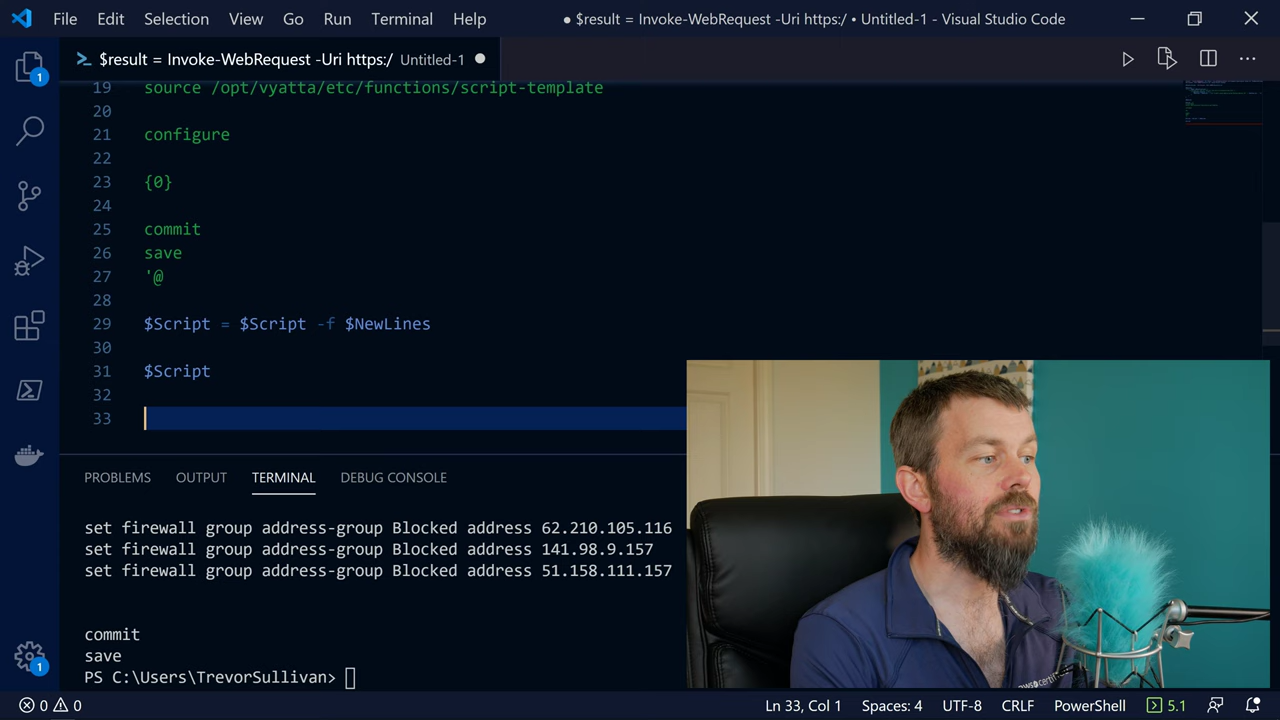 File Edit Selection View Go Run Terminal Help
● $result = Invoke-WebRequest -Uri https:/ • Untitled-1 - Visual Studio Code
$result = Invoke-WebRequest -Uri https:/ Untitled-1 ●
1
19 source /opt/vyatta/etc/functions/script-template
20
21 configure
22
23 {0}
24
25 commit
26 save
27 '@
28
29 $Script = $Script -f $NewLines
30
31 $Script
32
33
PROBLEMS OUTPUT TERMINAL DEBUG CONSOLE
set firewall group address-group Blocked address 62.210.105.116
set firewall group address-group Blocked address 141.98.9.157
set firewall group address-group Blocked address 51.158.111.157
commit
save
PS C:\Users\TrevorSullivan>
1
0 0
Ln 33, Col 1 Spaces: 4 UTF-8 CRLF PowerShell 5.1